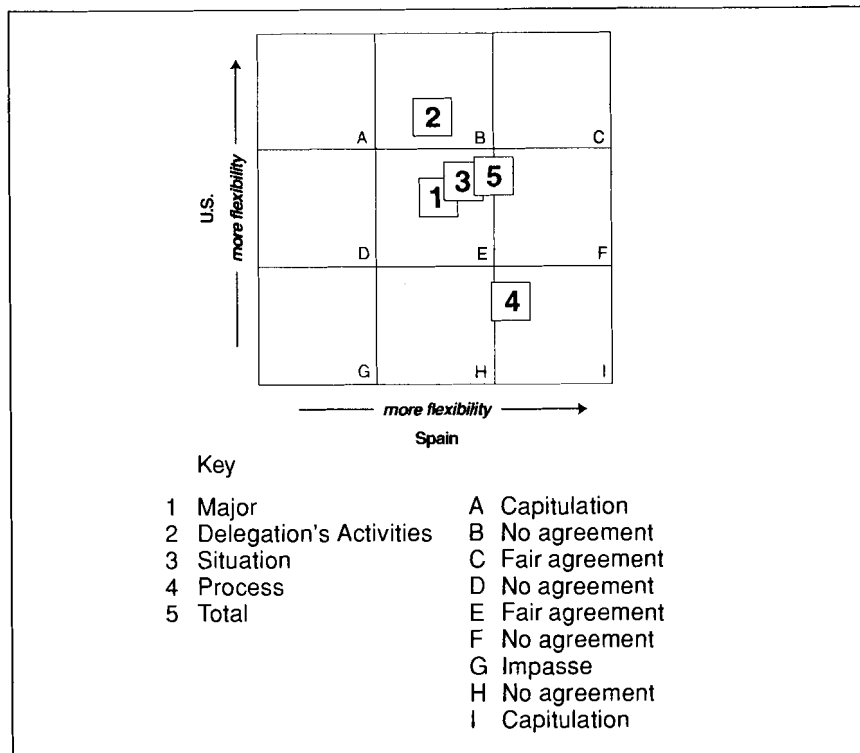 2
A
B
C
U.S.
more flexibility
1
3
5
D
E
F
4
G
H
I
more flexibility
Spain
Key
1 Major
2 Delegation's Activities
3 Situation
4 Process
5 Total
A Capitulation
B No agreement
C Fair agreement
D No agreement
E Fair agreement
F No agreement
G Impasse
H No agreement
I Capitulation